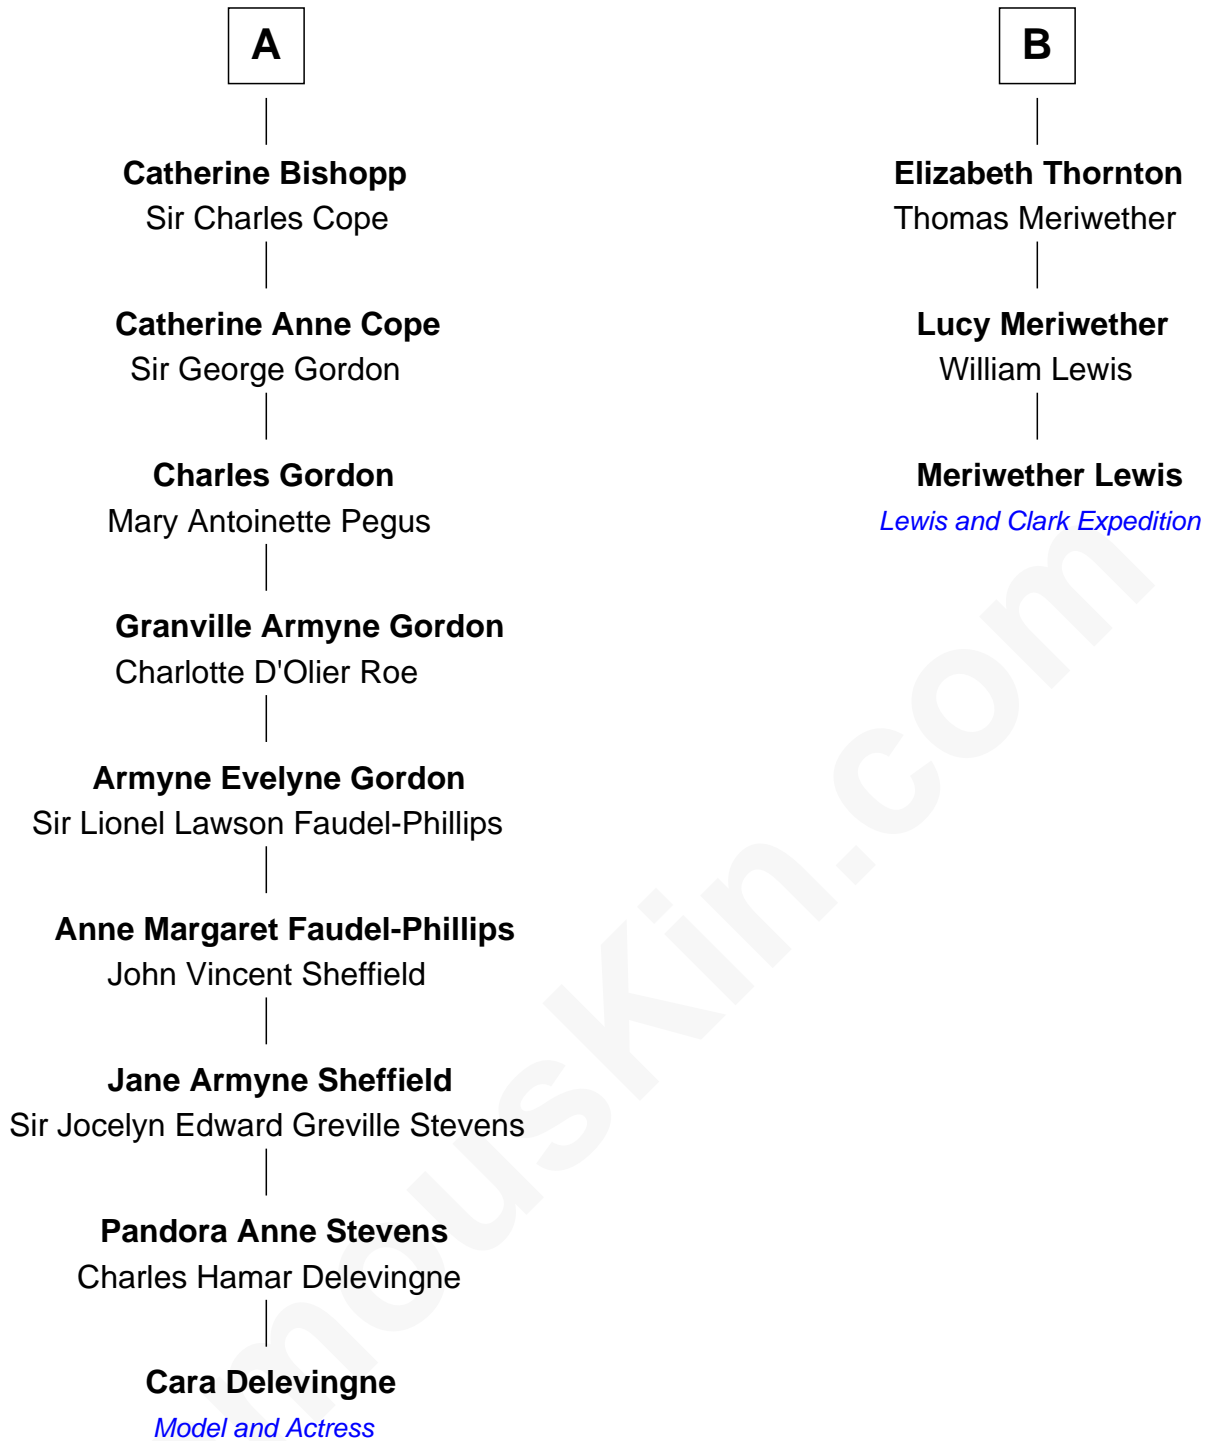 A
Catherine Bishopp
Sir Charles Cope
Catherine Anne Cope
Sir George Gordon
Charles Gordon
Mary Antoinette Pegus
Granville Armyne Gordon
Charlotte D'Olier Roe
Armyne Evelyne Gordon
Sir Lionel Lawson Faudel-Phillips
Anne Margaret Faudel-Phillips
John Vincent Sheffield
Jane Armyne Sheffield
Sir Jocelyn Edward Greville Stevens
Pandora Anne Stevens
Charles Hamar Delevingne
Cara Delevingne
Model and Actress
B
Elizabeth Thornton
Thomas Meriwether
Lucy Meriwether
William Lewis
Meriwether Lewis
Lewis and Clark Expedition
mousKin.com